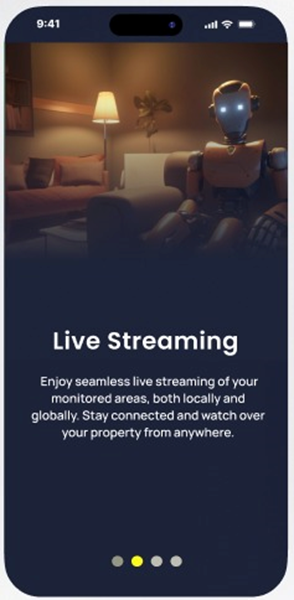 9:41
Live Streaming
Enjoy seamless live streaming of your
monitored areas, both locally and
globally. Stay connected and watch over
your property from anywhere.